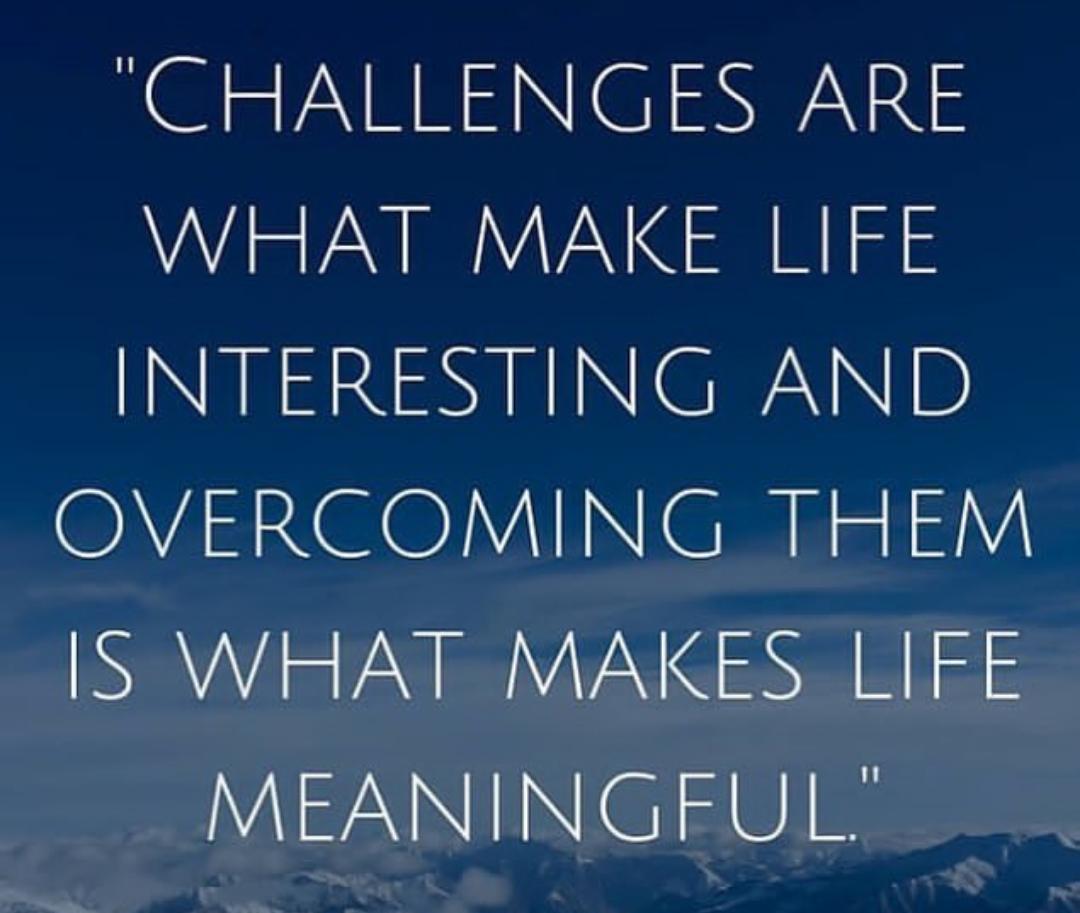 "CHALLENGES ARE
WHAT MAKE LIFE
INTERESTING AND
OVERCOMING THEM
IS WHAT MAKES LIFE
MEANINGFUL."